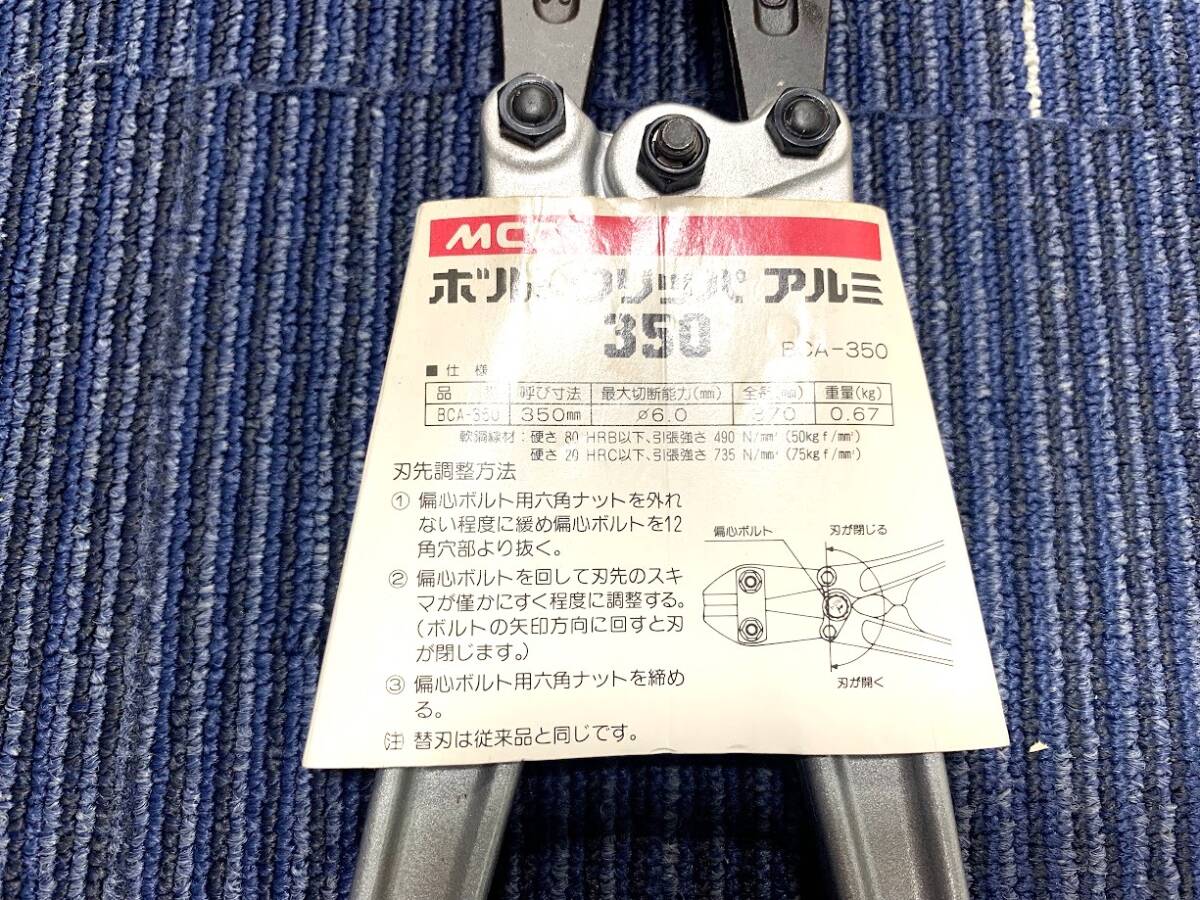 MCC
ボルトクリッパ アルミ
350 BCA-350
■仕様
品 呼び寸法 最大切断能力(mm) 全長(mm) 重量(kg)
BCA-350 350mm ø6.0 370 0.67
軟鋼線材：硬さ 80 HRB以下、引張強さ 490 N/mm² (50kgf/mm²)
硬さ 20 HRC以下、引張強さ 735 N/mm² (75kgf/mm²)
刃先調整方法
① 偏心ボルト用六角ナットを外れ
ない程度に緩め偏心ボルトを12
角穴部より抜く。
② 偏心ボルトを回して刃先のスキ
マが僅かにすく程度に調整する。
(ボルトの矢印方向に回すと刃
が閉じます。)
③ 偏心ボルト用六角ナットを締め
る。
(注) 替刃は従来品と同じです。
偏心ボルト
刃が閉じる
刃が開く